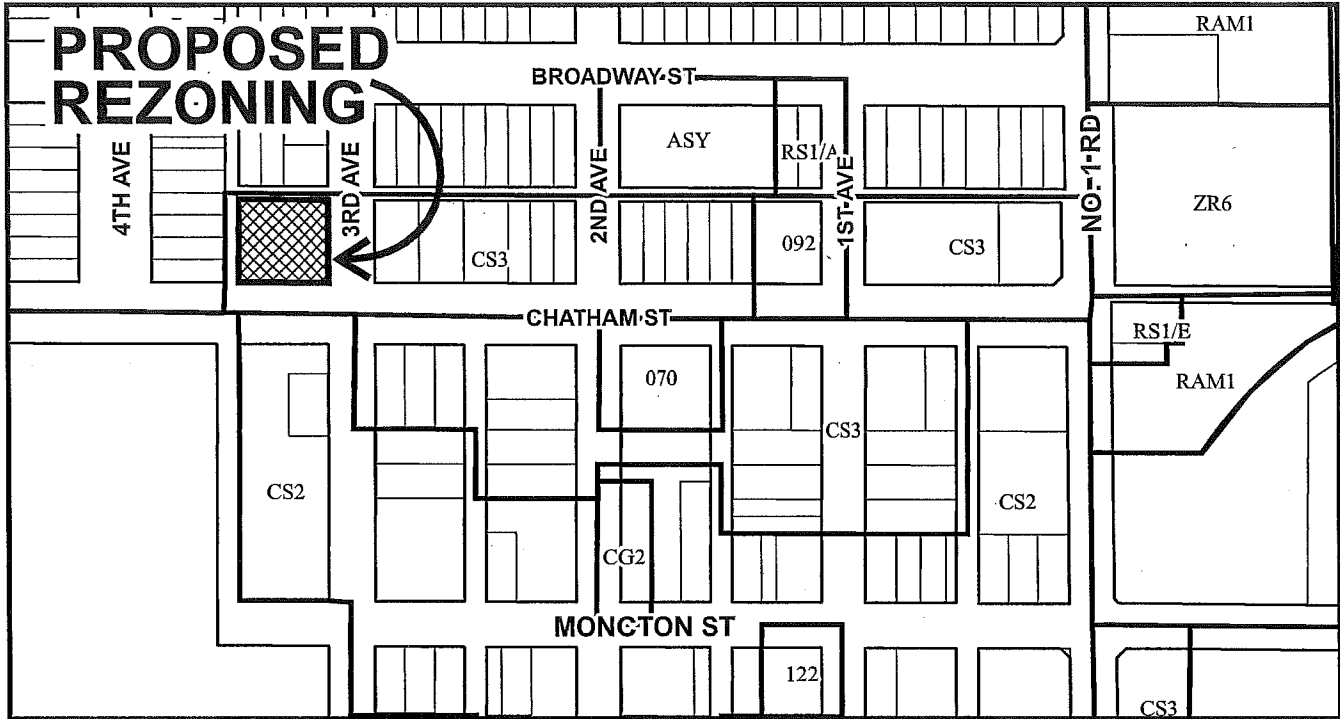 PROPOSED
REZONING
RAM1
BROADWAY ST
4TH AVE
3RD AVE
2ND AVE
ASY
RS1/A
1ST AVE
NO. 1 RD
ZR6
CS3
092
CS3
CHATHAM ST
RS1/E
RAM1
070
CS3
CS2
CS2
CG2
MONCTON ST
122
CS3